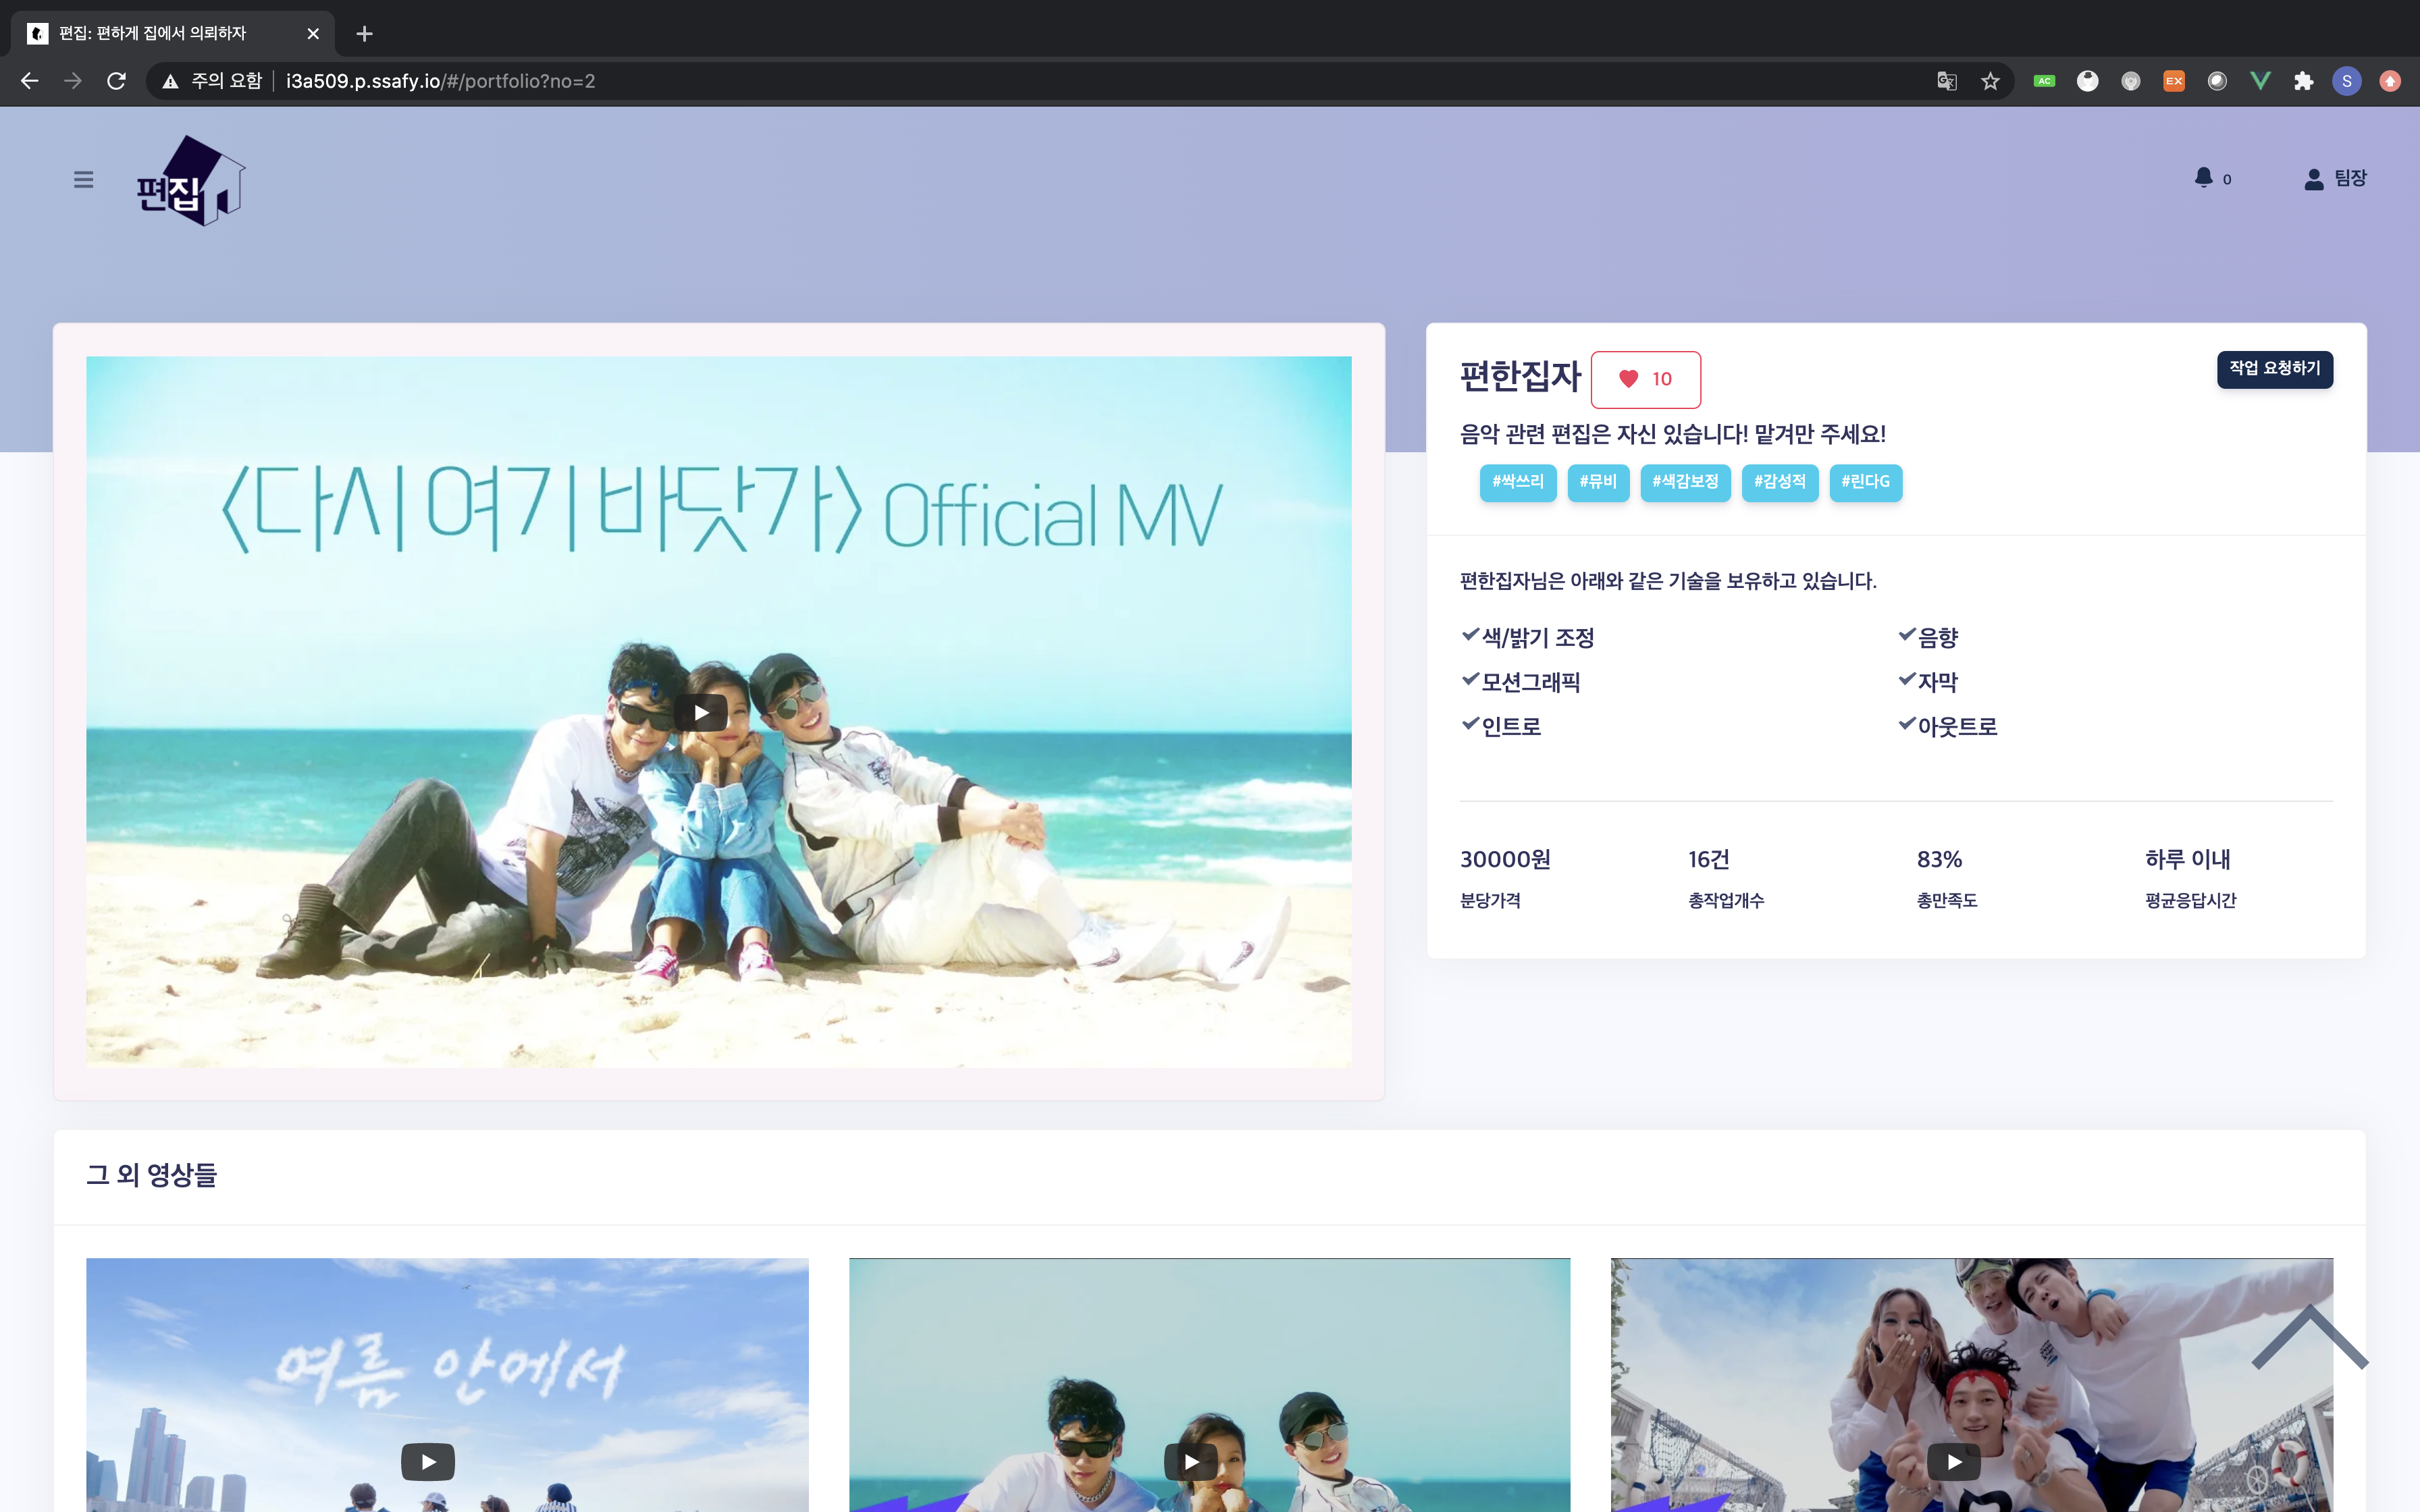 편집: 편하게 집에서 의뢰하자
주의 요함 i3a509.p.ssafy.io/#/portfolio?no=2
AC EX S
편집
0 팀장
<다시 여기 바닷가> Official MV
편한집자 10 작업 요청하기
음악 관련 편집은 자신 있습니다! 맡겨만 주세요!
#싹쓰리 #뮤비 #색감보정 #감성적 #린다G
편한집자님은 아래와 같은 기술을 보유하고 있습니다.
색/밝기 조정 음향
모션그래픽 자막
인트로 아웃트로
30000원 16건 83% 하루 이내
분당가격 총작업개수 총만족도 평균응답시간
그 외 영상들
여름 안에서